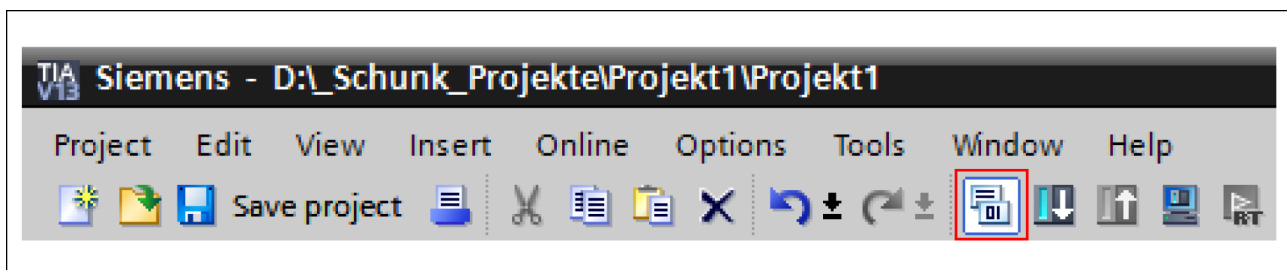 TIA V13 Siemens - D:\_Schunk_Projekte\Projekt1\Projekt1
Project Edit View Insert Online Options Tools Window Help
Save project RT